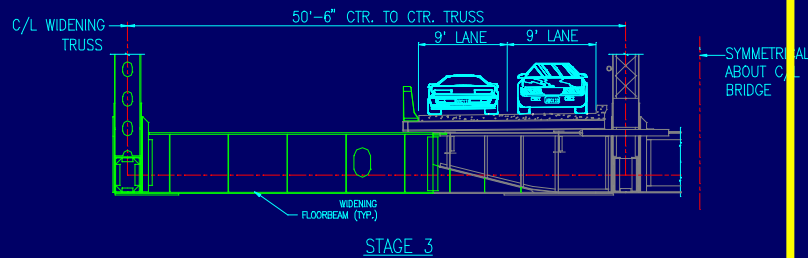 50'-6" CTR. TO CTR. TRUSS
C/L WIDENING
TRUSS
9' LANE
9' LANE
SYMMETRICAL
ABOUT C/L
BRIDGE
WIDENING
FLOORBEAM (TYP.)
STAGE 3